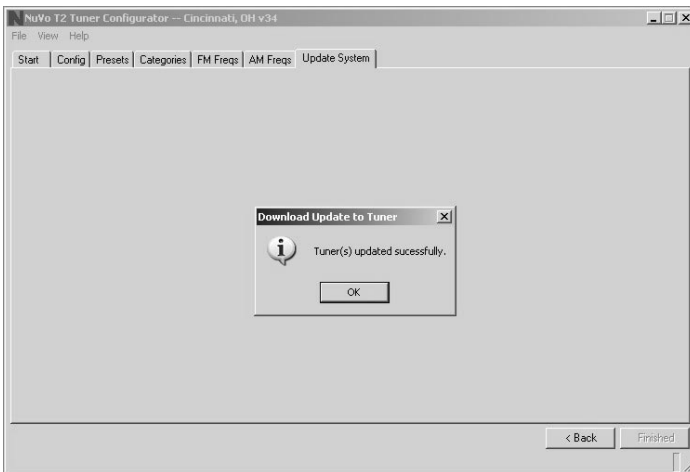 NuVo T2 Tuner Configurator -- Cincinnati, OH v34
File View Help
Start Config Presets Categories FM Freqs AM Freqs Update System
Download Update to Tuner
Tuner(s) updated sucessfully.
OK
< Back Finished